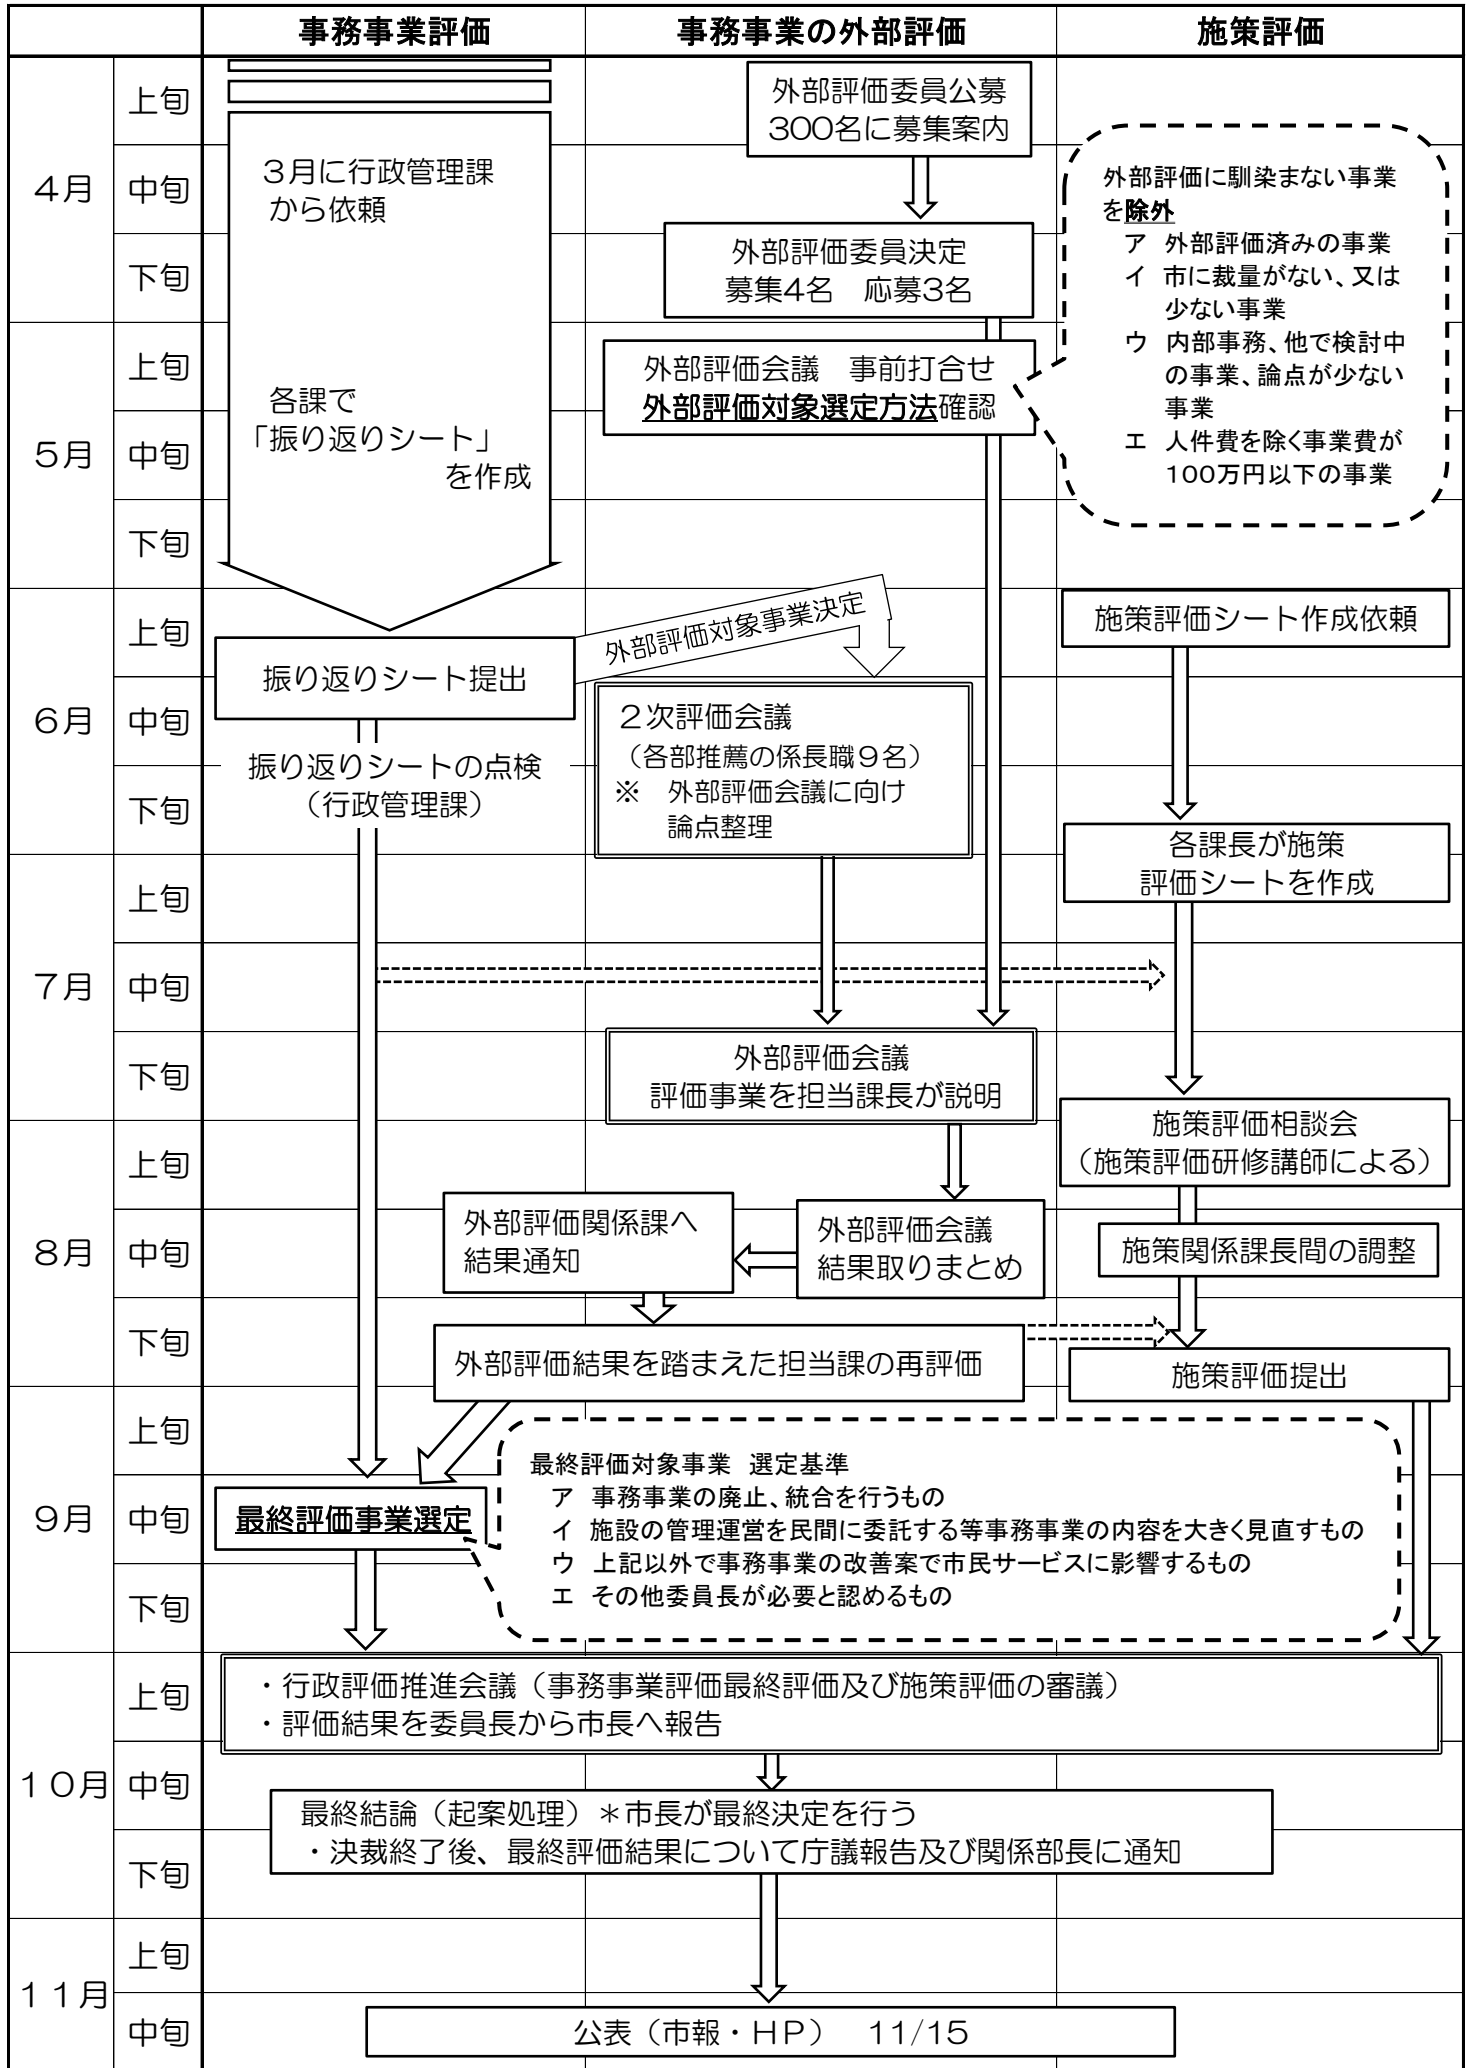 事務事業評価
事務事業の外部評価
施策評価
4月
上旬
中旬
下旬
5月
上旬
中旬
下旬
6月
上旬
中旬
下旬
7月
上旬
中旬
下旬
8月
上旬
中旬
下旬
9月
上旬
中旬
下旬
10月
上旬
中旬
下旬
11月
上旬
中旬
3月に行政管理課
から依頼
各課で
「振り返りシート」
を作成
振り返りシート提出
振り返りシートの点検
（行政管理課）
外部評価委員公募
300名に募集案内
外部評価委員決定
募集4名　応募3名
外部評価会議　事前打合せ
外部評価対象選定方法確認
外部評価に馴染まない事業
を除外
ア　外部評価済みの事業
イ　市に裁量がない、又は
少ない事業
ウ　内部事務、他で検討中
の事業、論点が少ない
事業
エ　人件費を除く事業費が
100万円以下の事業
外部評価対象事業決定
2次評価会議
（各部推薦の係長職9名）
※　外部評価会議に向け
論点整理
施策評価シート作成依頼
各課長が施策
評価シートを作成
外部評価会議
評価事業を担当課長が説明
施策評価相談会
（施策評価研修講師による）
外部評価関係課へ
結果通知
外部評価会議
結果取りまとめ
施策関係課長間の調整
外部評価結果を踏まえた担当課の再評価
施策評価提出
最終評価事業選定
最終評価対象事業　選定基準
ア　事務事業の廃止、統合を行うもの
イ　施設の管理運営を民間に委託する等事務事業の内容を大きく見直すもの
ウ　上記以外で事務事業の改善案で市民サービスに影響するもの
エ　その他委員長が必要と認めるもの
・行政評価推進会議（事務事業評価最終評価及び施策評価の審議）
・評価結果を委員長から市長へ報告
最終結論（起案処理）＊市長が最終決定を行う
・決裁終了後、最終評価結果について庁議報告及び関係部長に通知
公表（市報・HP）　11/15